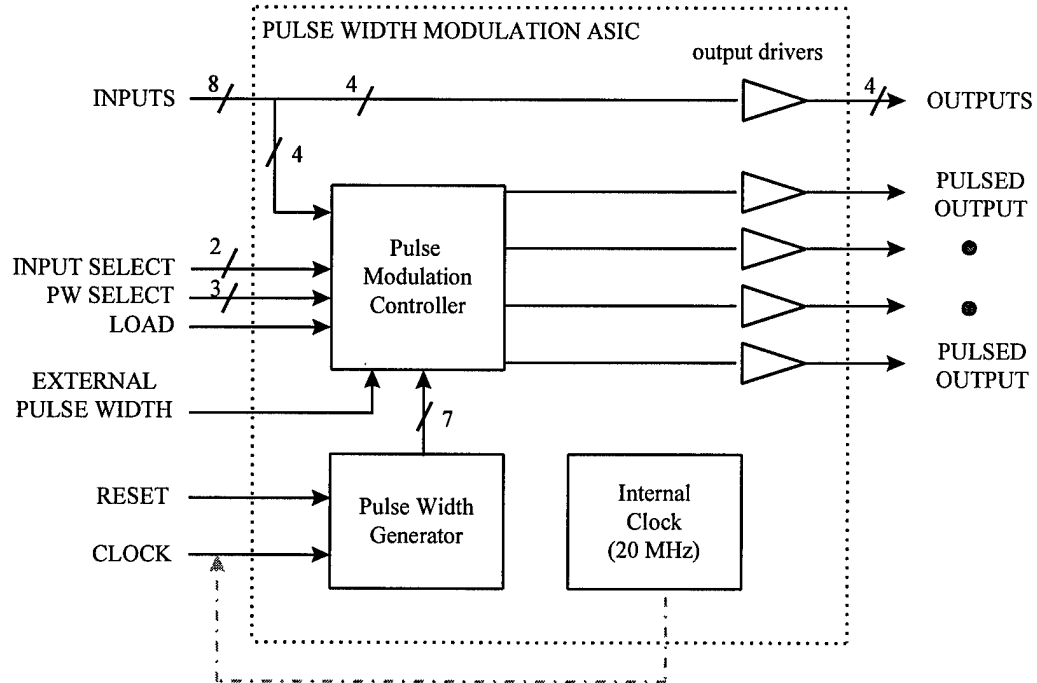 PULSE WIDTH MODULATION ASIC
output drivers
INPUTS
8
4
4
OUTPUTS
4
PULSED
OUTPUT
Pulse
Modulation
Controller
INPUT SELECT
2
PW SELECT
3
LOAD
PULSED
OUTPUT
EXTERNAL
PULSE WIDTH
7
RESET
CLOCK
Pulse Width
Generator
Internal
Clock
(20 MHz)